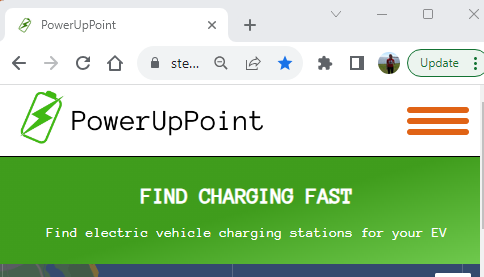 PowerUpPoint
ste...
Update
PowerUpPoint
FIND CHARGING FAST
Find electric vehicle charging stations for your EV